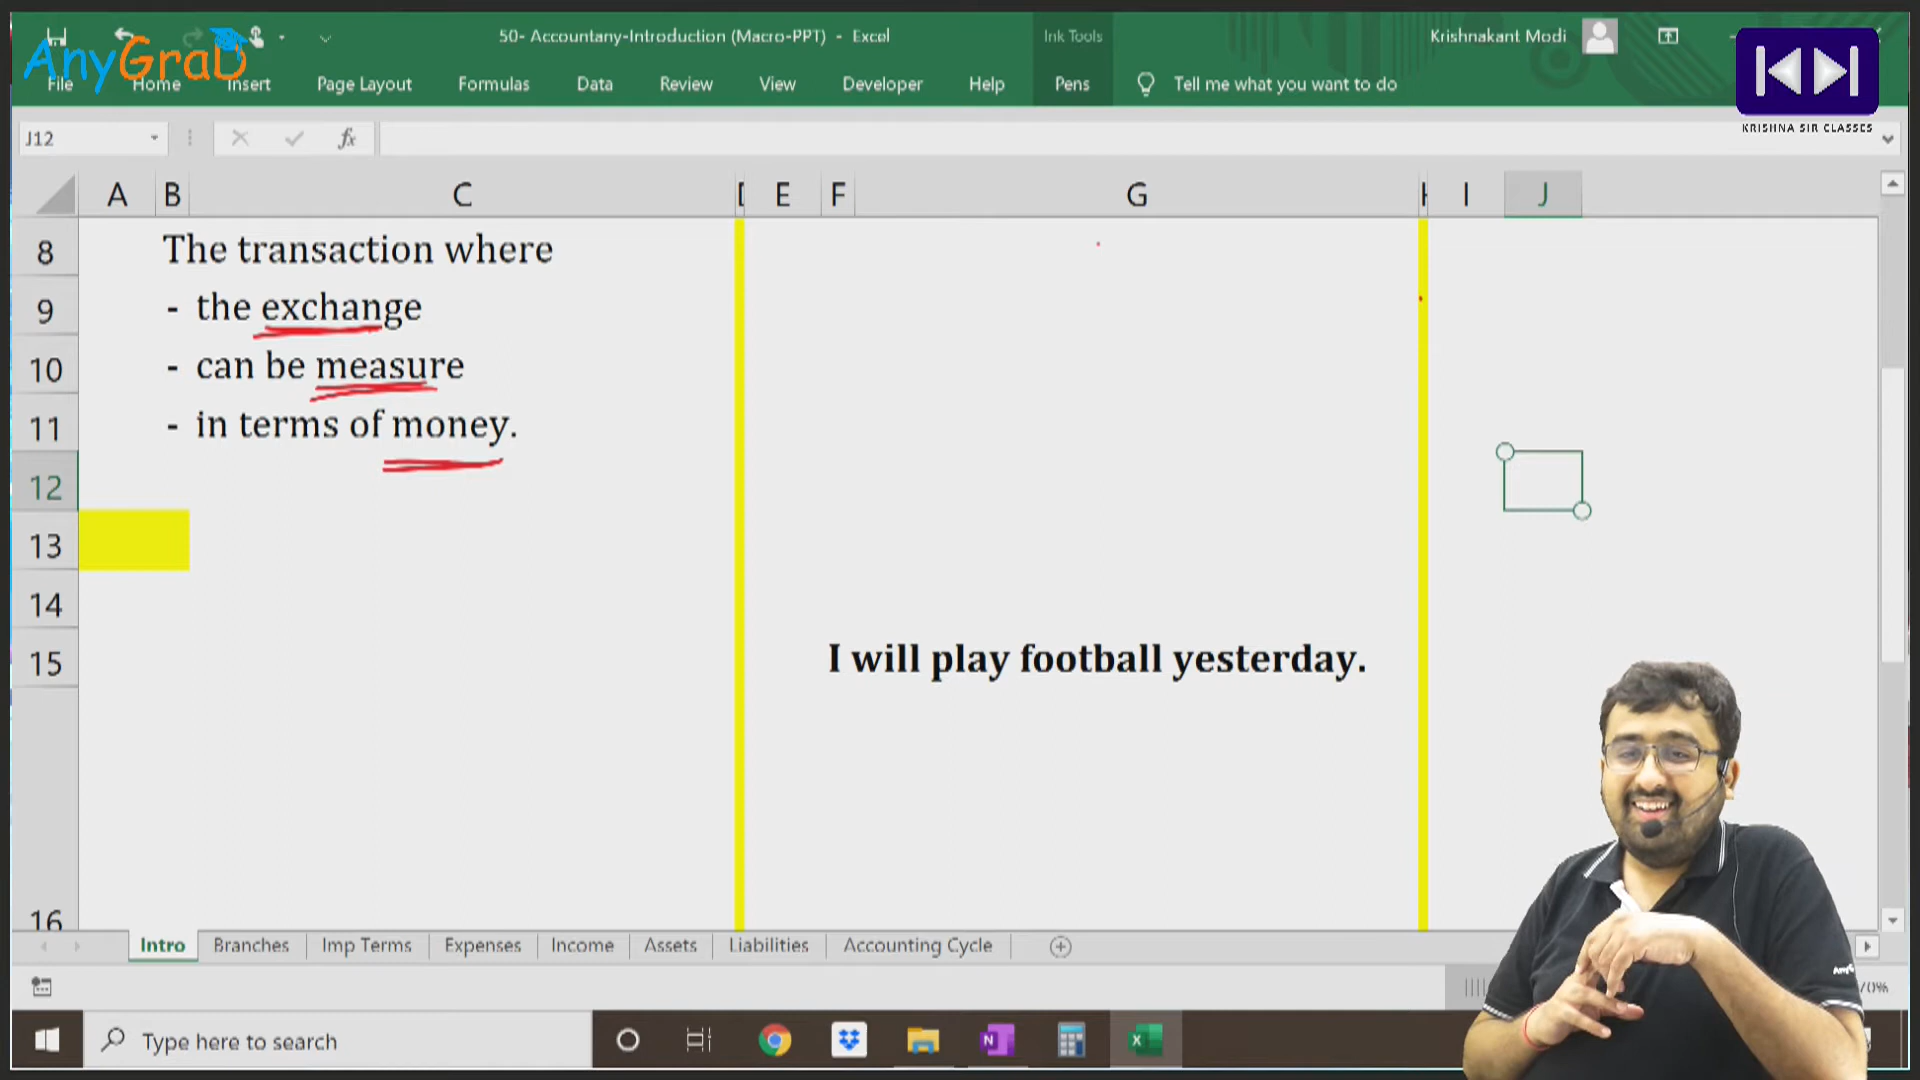 50- Accountany-Introduction (Macro-PPT) - Excel
Ink Tools
Krishnakant Modi
AnyGraD
File
Home
Insert
Page Layout
Formulas
Data
Review
View
Developer
Help
Pens
Tell me what you want to do
KRISHNA SIR CLASSES
J12
fx
A B C D E F G H I J
8 The transaction where
9 - the exchange
10 - can be measure
11 - in terms of money.
12
13
14
15 I will play football yesterday.
16
Intro
Branches
Imp Terms
Expenses
Income
Assets
Liabilities
Accounting Cycle
Type here to search